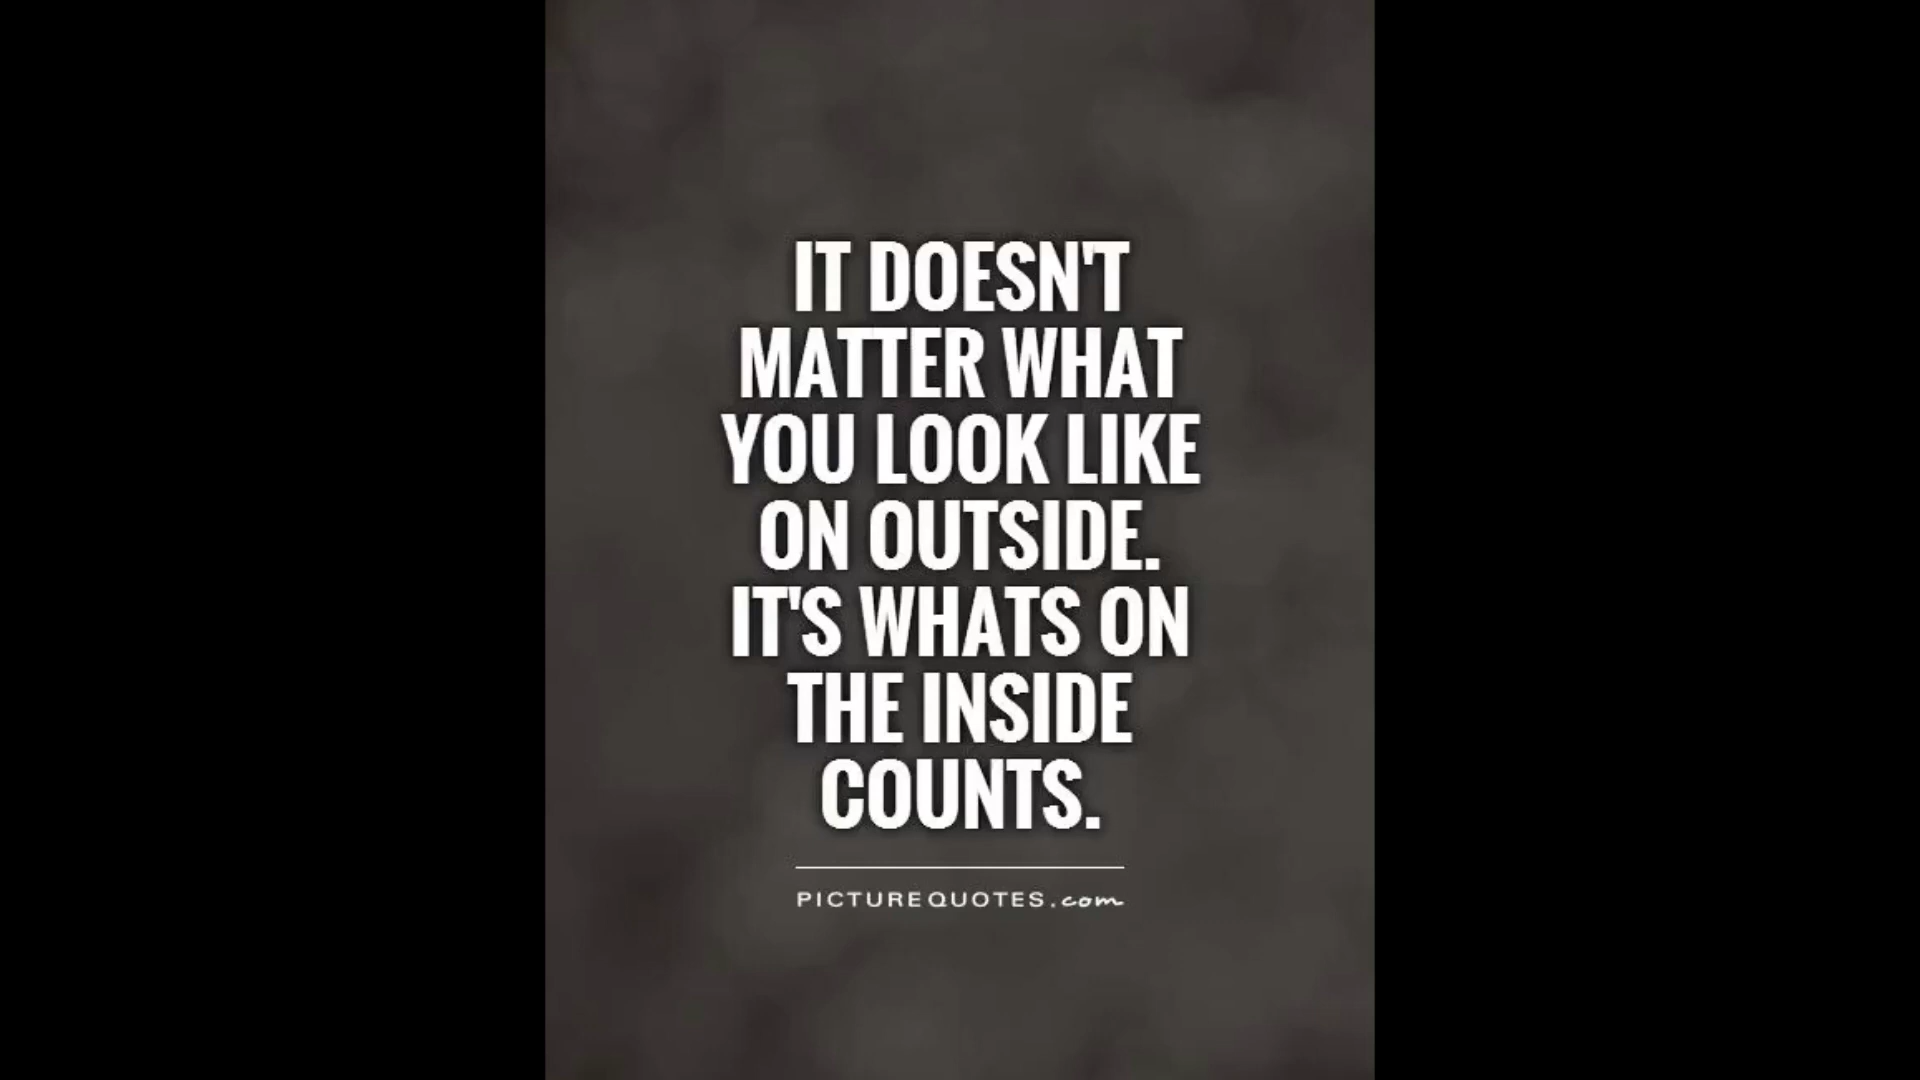 IT DOESN'T
MATTER WHAT
YOU LOOK LIKE
ON OUTSIDE.
IT'S WHATS ON
THE INSIDE
COUNTS.
PICTUREQUOTES.com